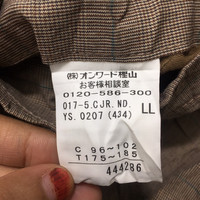 (株)オンワード樫山
お客様相談室
0120-586-300
017-5.CJR.ND.
YS.0207(434)
LL
C 96~102
T175~185
444286